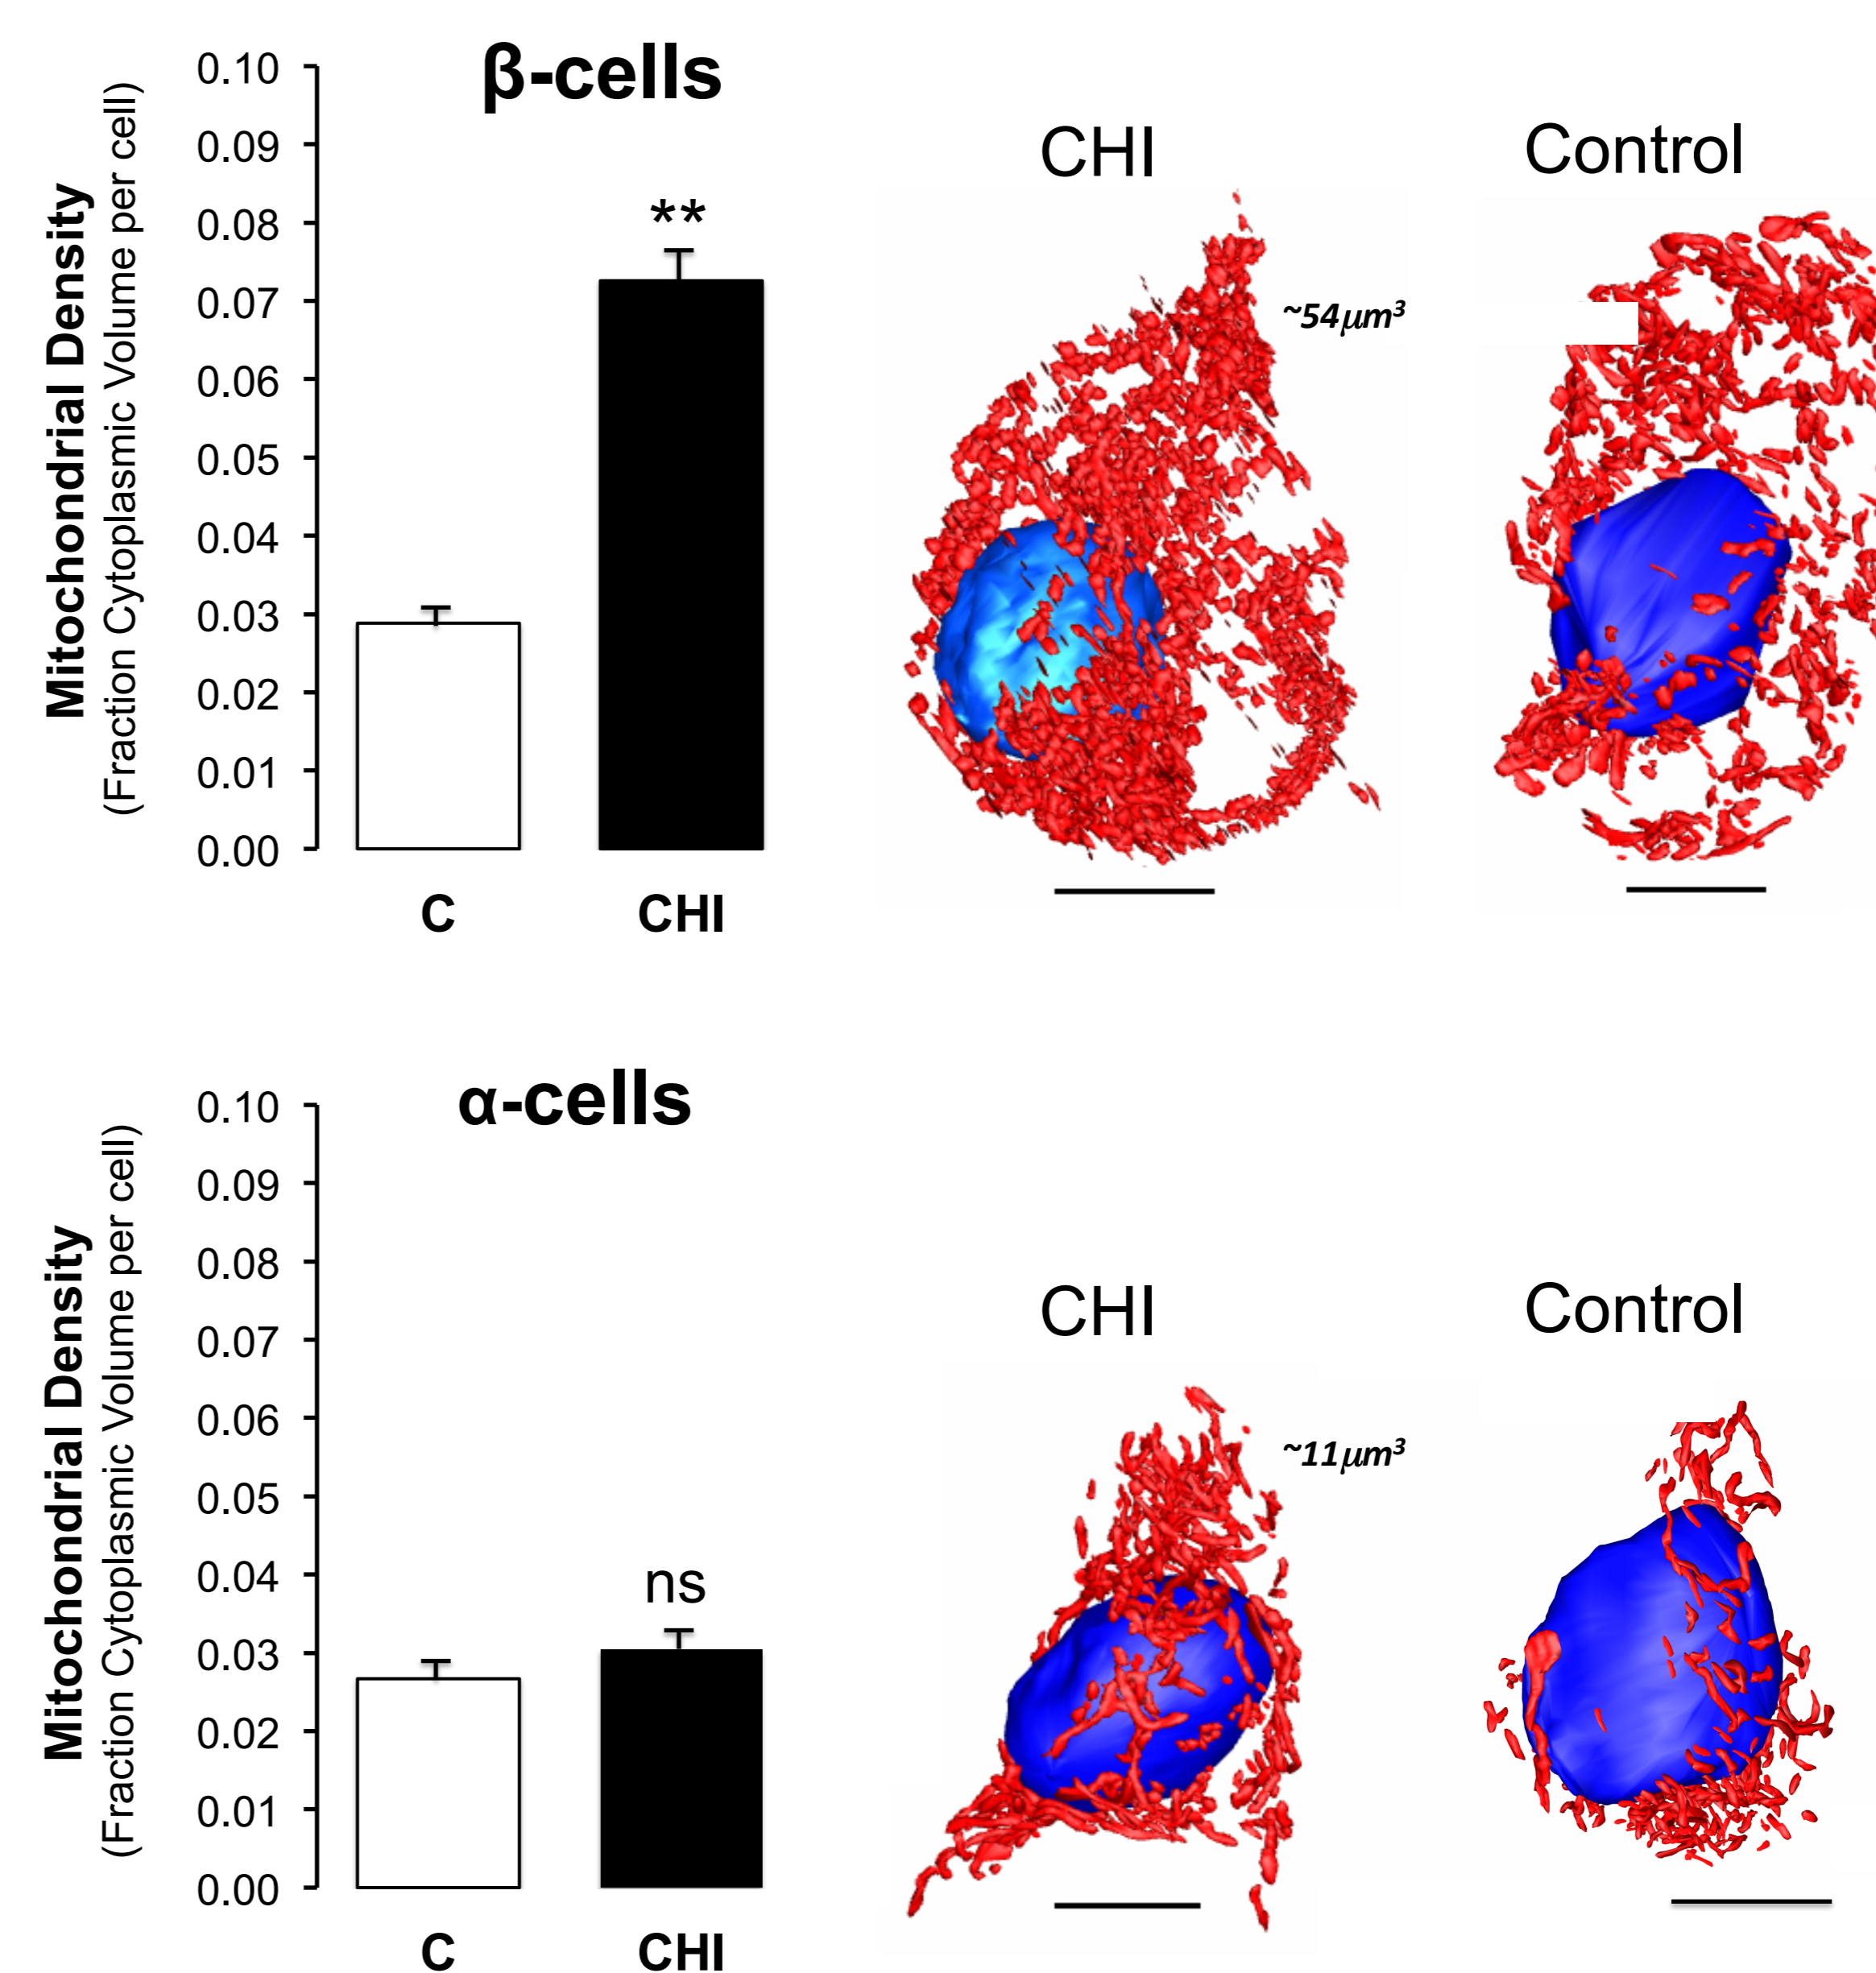 β-cells
Mitochondrial Density
(Fraction Cytoplasmic Volume per cell)
0.10
0.09
0.08
0.07
0.06
0.05
0.04
0.03
0.02
0.01
0.00
**
C
CHI
CHI
Control
~54μm³
α-cells
Mitochondrial Density
(Fraction Cytoplasmic Volume per cell)
0.10
0.09
0.08
0.07
0.06
0.05
0.04
0.03
0.02
0.01
0.00
ns
C
CHI
CHI
Control
~11μm³